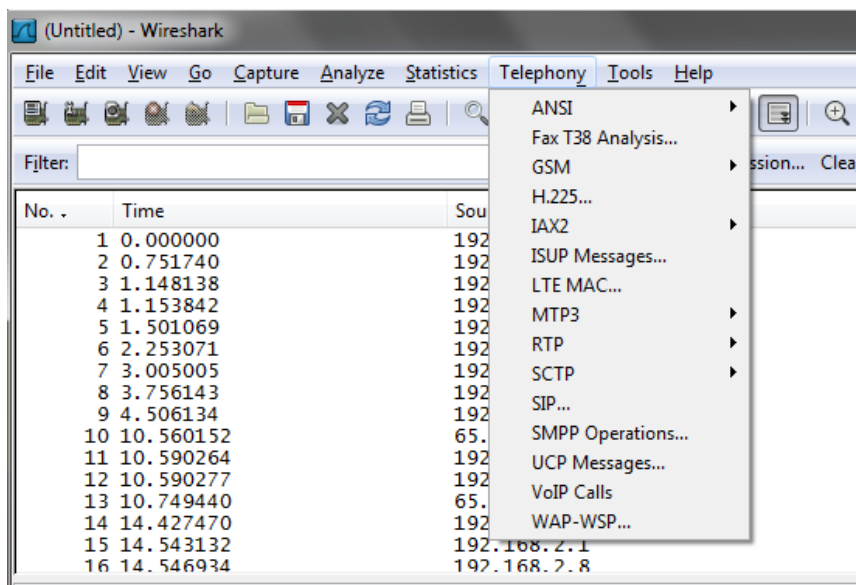 (Untitled) - Wireshark
File Edit View Go Capture Analyze Statistics Telephony Tools Help
Filter: ssion... Clea
No. Time Sou
ANSI
Fax T38 Analysis...
GSM
H.225...
IAX2
ISUP Messages...
LTE MAC...
MTP3
RTP
SCTP
SIP...
SMPP Operations...
UCP Messages...
VoIP Calls
WAP-WSP...
1 0.000000 192
2 0.751740 192
3 1.148138 192
4 1.153842 192
5 1.501069 192
6 2.253071 192
7 3.005005 192
8 3.756143 192
9 4.506134 192
10 10.560152 65.
11 10.590264 192
12 10.590277 192
13 10.749440 65.
14 14.427470 192
15 14.543132 192.168.2.1
16 14.546934 192.168.2.8